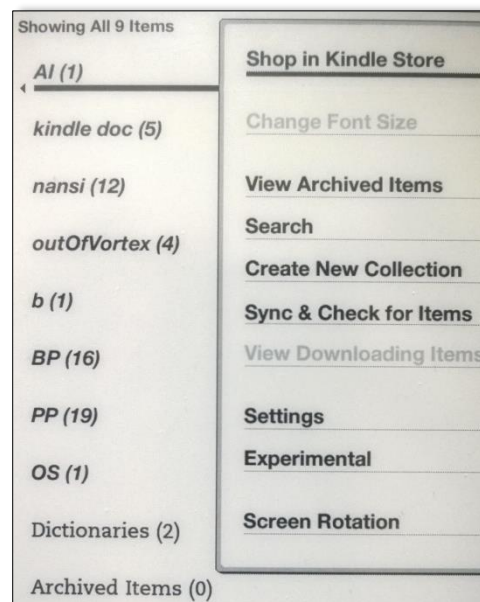 Showing All 9 Items
AI (1)
kindle doc (5)
nansi (12)
outOfVortex (4)
b (1)
BP (16)
PP (19)
OS (1)
Dictionaries (2)
Archived Items (0)
Shop in Kindle Store
Change Font Size
View Archived Items
Search
Create New Collection
Sync & Check for Items
View Downloading Items
Settings
Experimental
Screen Rotation